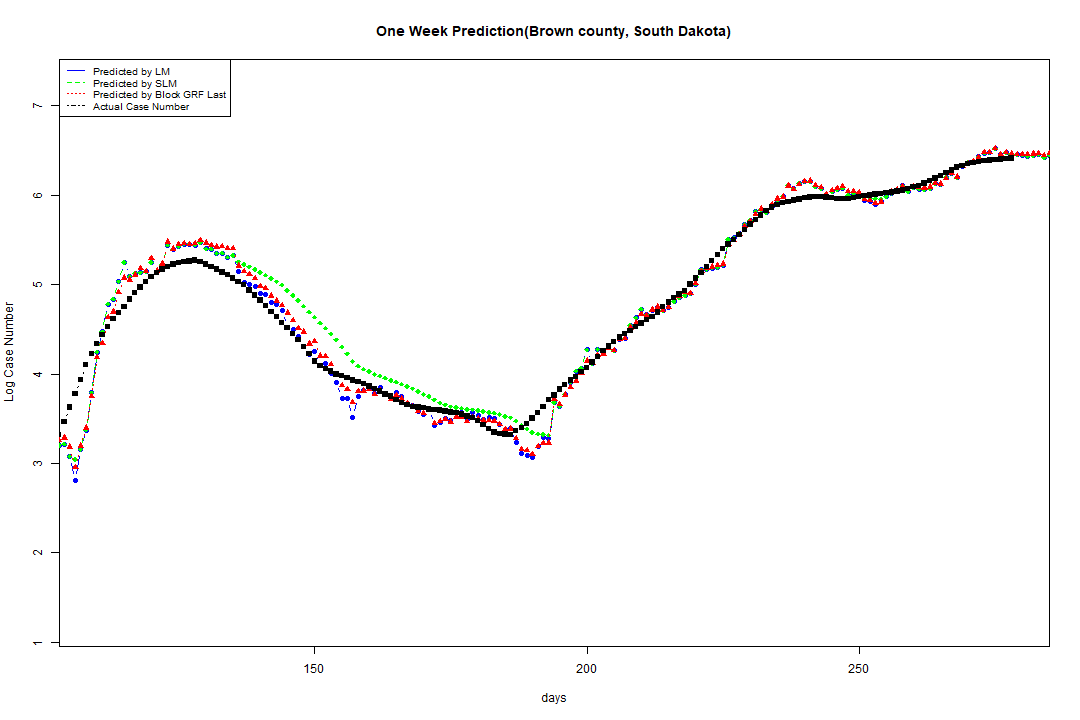 One Week Prediction(Brown county, South Dakota)
Predicted by LM
Predicted by SLM
Predicted by Block GRF Last
Actual Case Number
7
6
5
4
3
2
1
Log Case Number
150 200 250
days